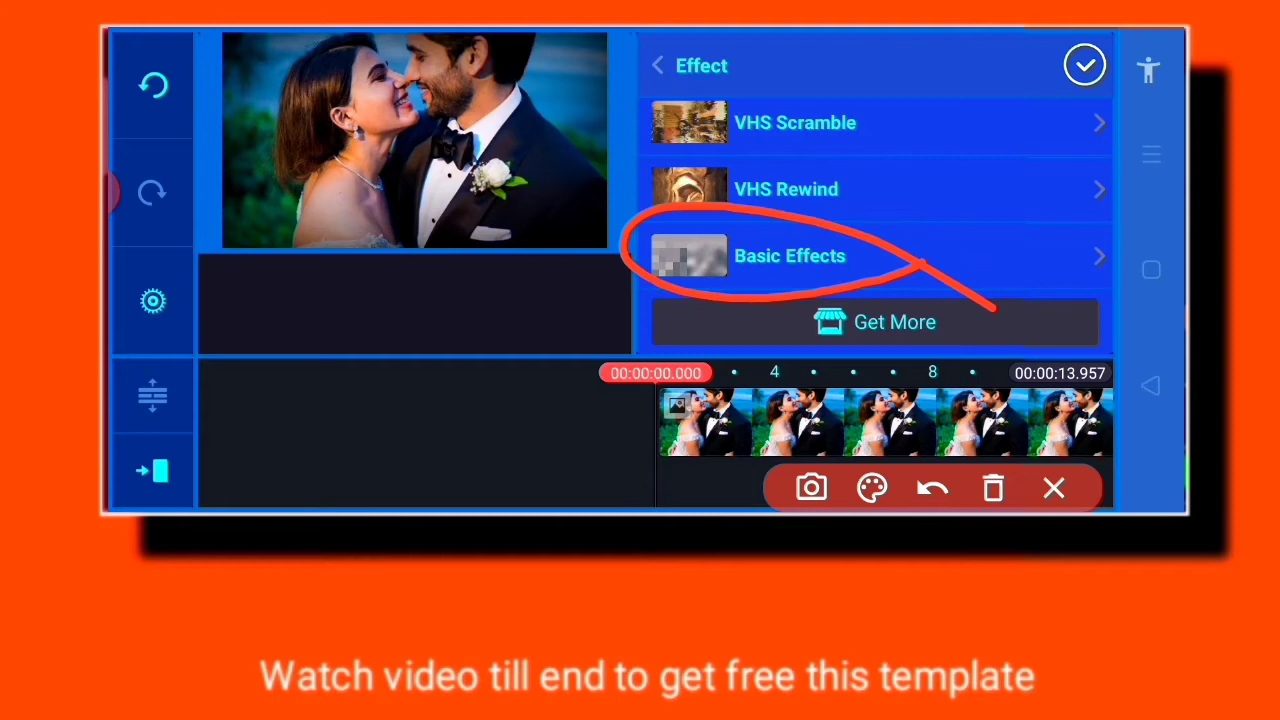 Effect
VHS Scramble
VHS Rewind
Basic Effects
Get More
00:00:00.000
4
8
00:00:13.957
Watch video till end to get free this template